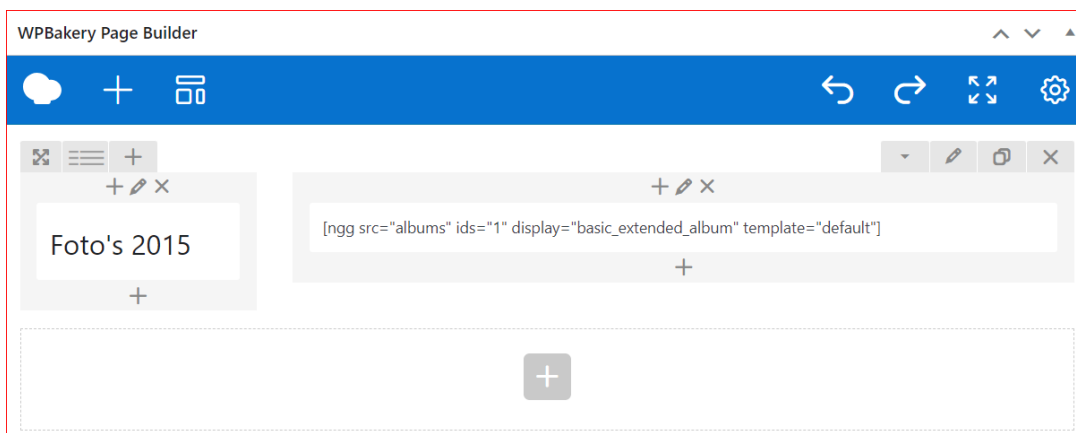 WPBakery Page Builder
Foto's 2015
[ngg src="albums" ids="1" display="basic_extended_album" template="default"]